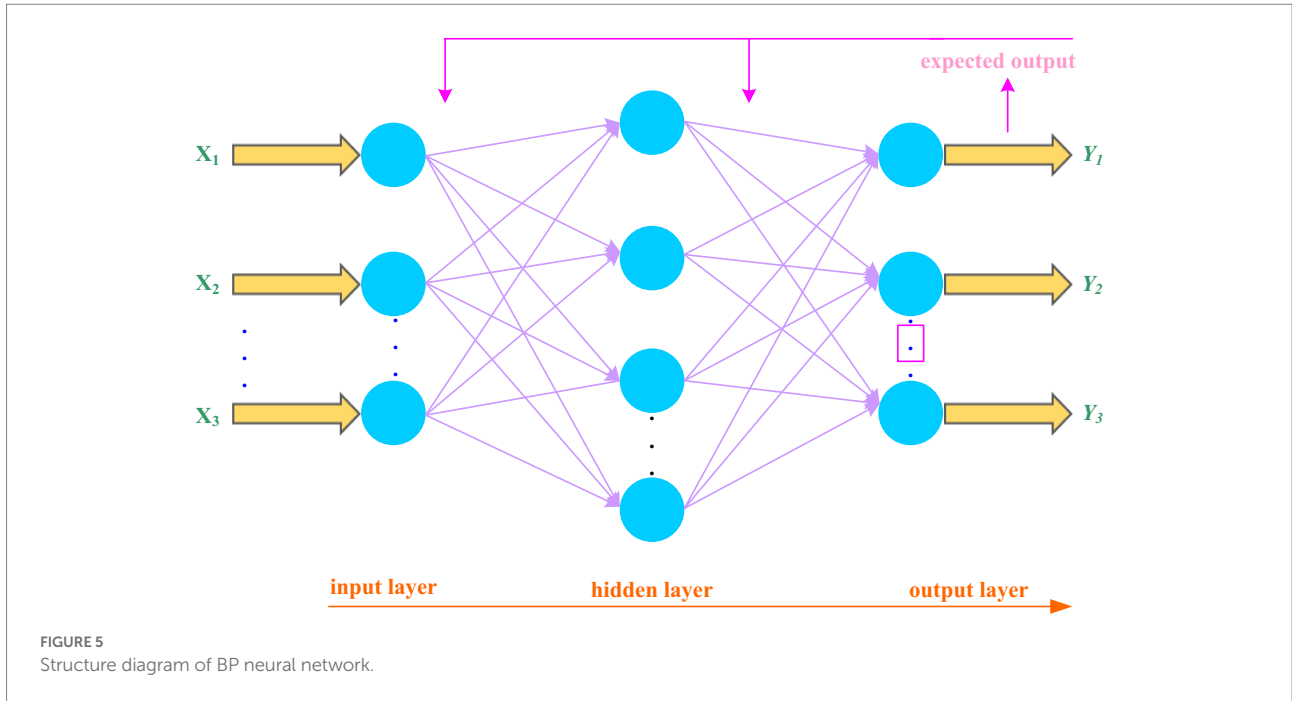 expected output
X₁
Y₁
X₂
Y₂
X₃
Y₃
input layer
hidden layer
output layer
FIGURE 5
Structure diagram of BP neural network.